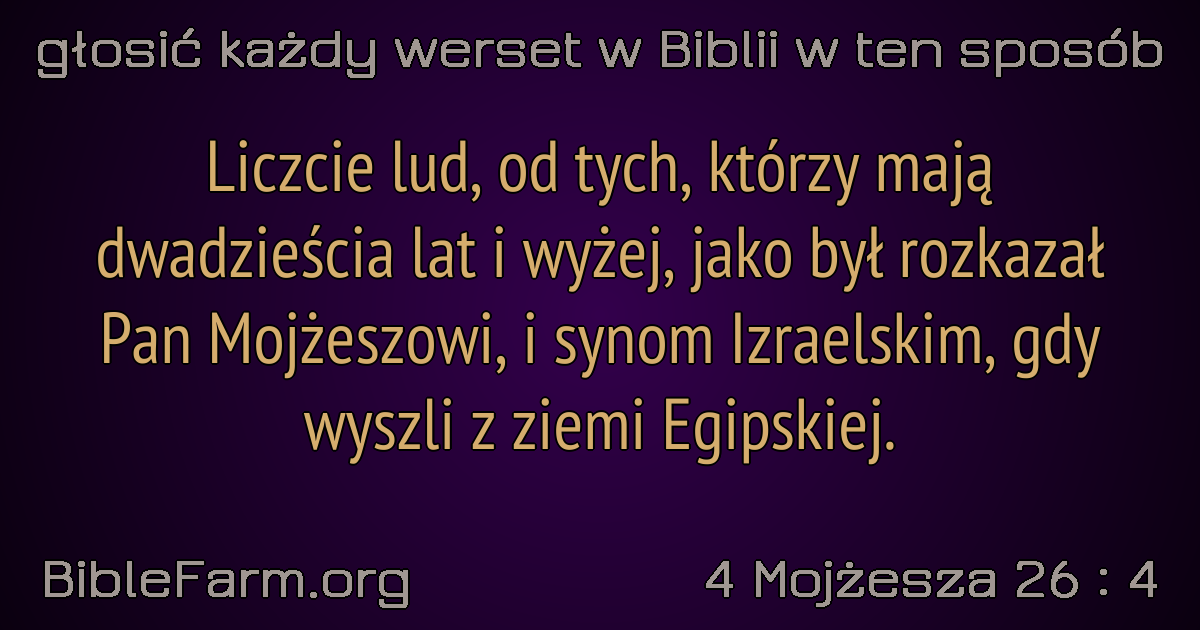 głosić każdy werset w Biblii w ten sposób
Liczcie lud, od tych, którzy mają
dwadzieścia lat i wyżej, jako był rozkazał
Pan Mojżeszowi, i synom Izraelskim, gdy
wyszli z ziemi Egipskiej.
BibleFarm.org
4 Mojżesza 26 : 4